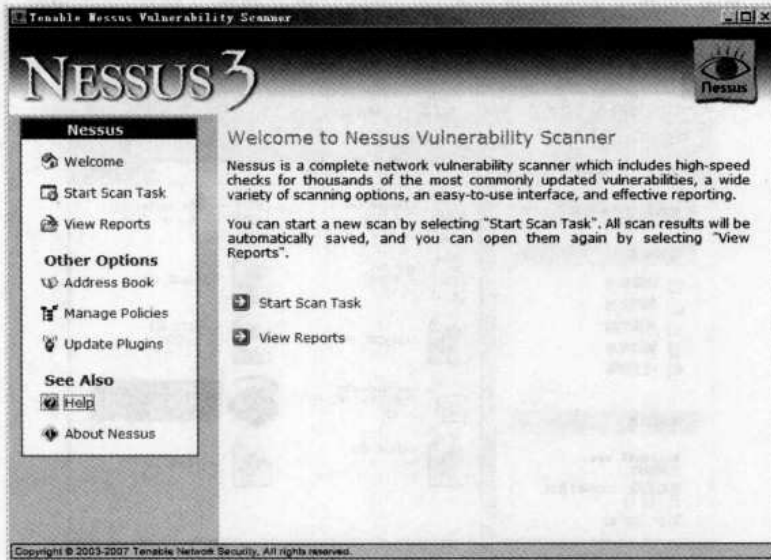 Tenable Nessus Vulnerability Scanner
NESSUS 3
Nessus
Nessus
Welcome
Start Scan Task
View Reports
Other Options
Address Book
Manage Policies
Update Plugins
See Also
Help
About Nessus
Welcome to Nessus Vulnerability Scanner
Nessus is a complete network vulnerability scanner which includes high-speed
checks for thousands of the most commonly updated vulnerabilities, a wide
variety of scanning options, an easy-to-use interface, and effective reporting.
You can start a new scan by selecting "Start Scan Task". All scan results will be
automatically saved, and you can open them again by selecting "View
Reports".
Start Scan Task
View Reports
Copyright © 2003-2007 Tenable Network Security, All rights reserved.